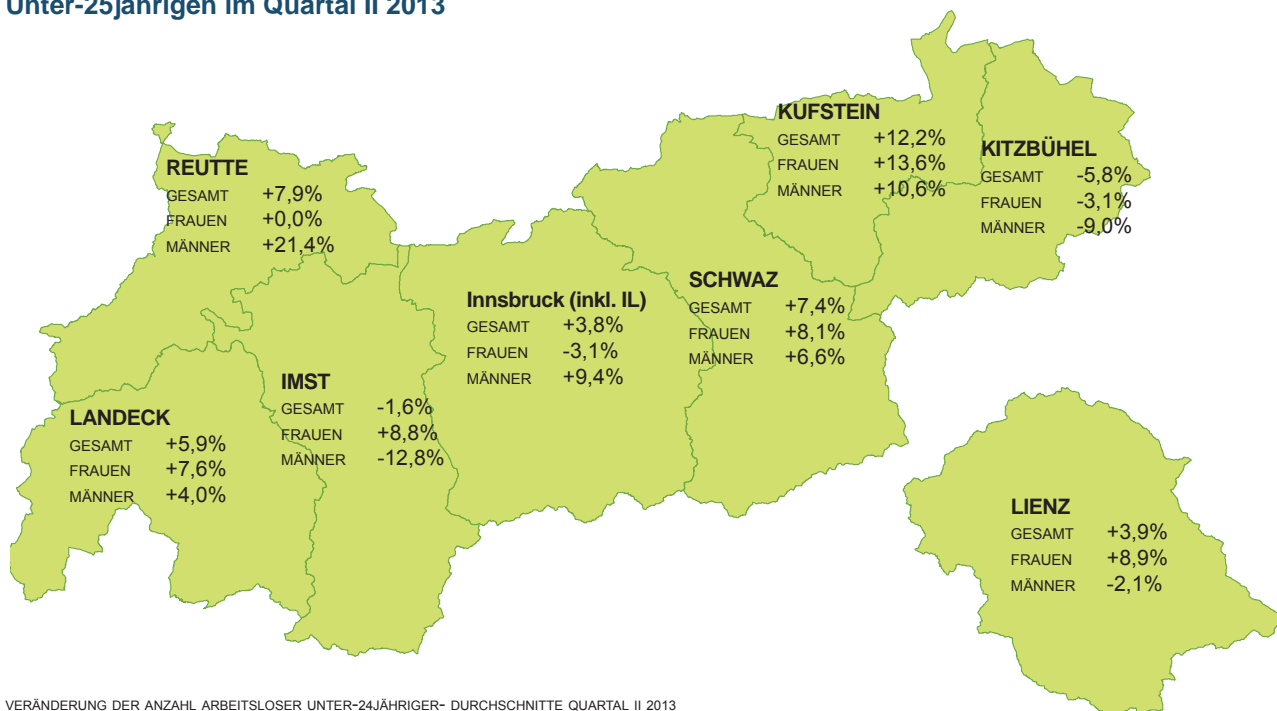 Unter-25jährigen im Quartal II 2013
KUFSTEIN
GESAMT +12,2%
FRAUEN +13,6%
MÄNNER +10,6%
KITZBÜHEL
GESAMT -5,8%
FRAUEN -3,1%
MÄNNER -9,0%
REUTTE
GESAMT +7,9%
FRAUEN +0,0%
MÄNNER +21,4%
Innsbruck (inkl. IL)
GESAMT +3,8%
FRAUEN -3,1%
MÄNNER +9,4%
SCHWAZ
GESAMT +7,4%
FRAUEN +8,1%
MÄNNER +6,6%
IMST
GESAMT -1,6%
FRAUEN +8,8%
MÄNNER -12,8%
LANDECK
GESAMT +5,9%
FRAUEN +7,6%
MÄNNER +4,0%
LIENZ
GESAMT +3,9%
FRAUEN +8,9%
MÄNNER -2,1%
VERÄNDERUNG DER ANZAHL ARBEITSLOSER UNTER-24JÄHRIGER- DURCHSCHNITTE QUARTAL II 2013